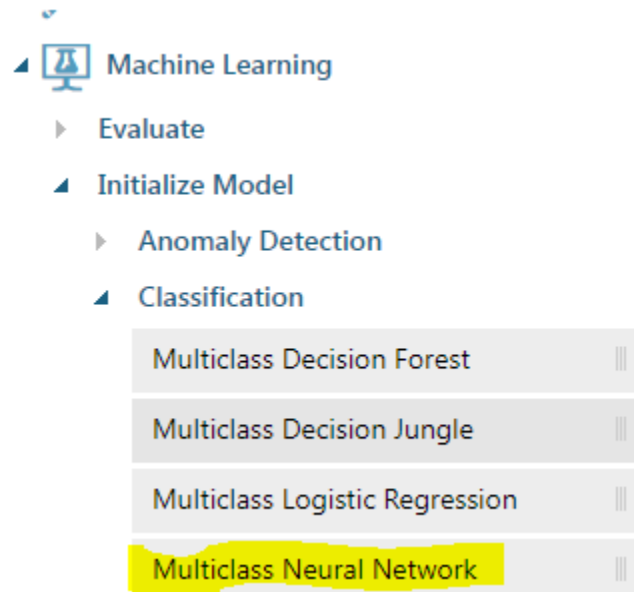 Machine Learning
Evaluate
Initialize Model
Anomaly Detection
Classification
Multiclass Decision Forest
Multiclass Decision Jungle
Multiclass Logistic Regression
Multiclass Neural Network